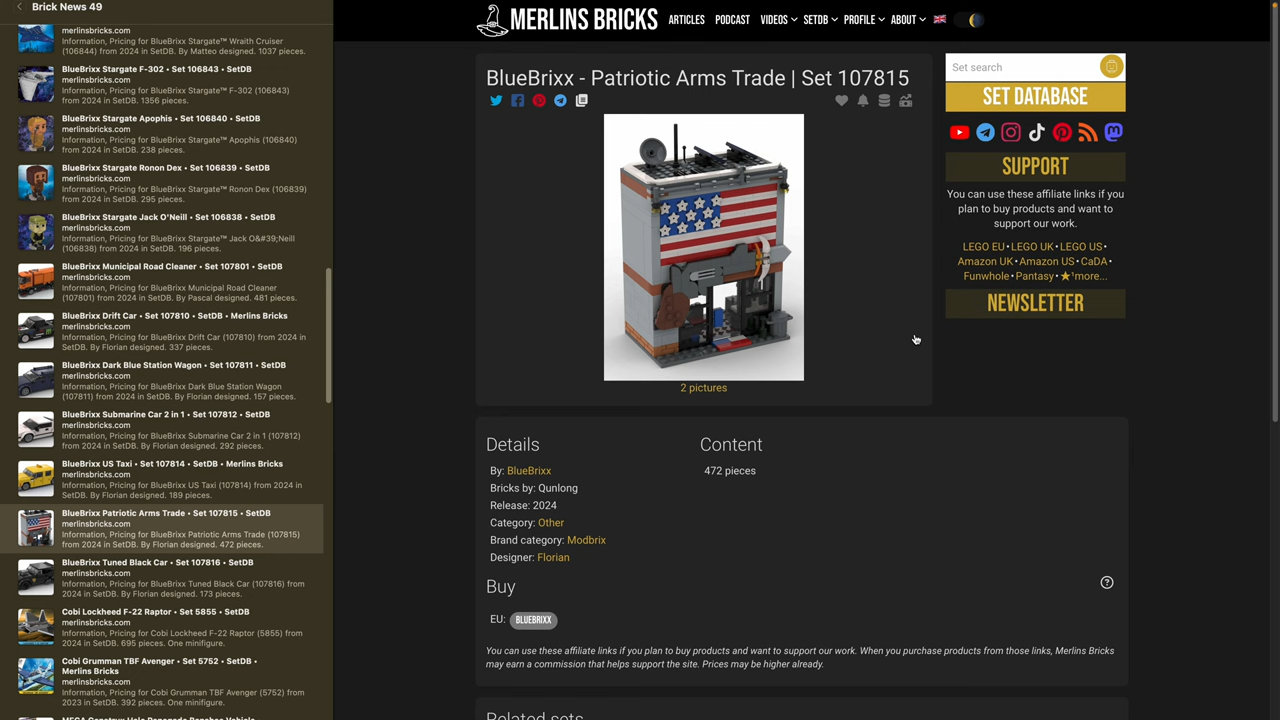 Brick News 49
merlinsbricks.com
Information, Pricing for BlueBrixx Stargate™ Wraith Cruiser
(106844) from 2024 in SetDB. By Matteo designed. 1037 pieces.
BlueBrixx Stargate F-302 • Set 106843 • SetDB
merlinsbricks.com
Information, Pricing for BlueBrixx Stargate™ F-302 (106843)
from 2024 in SetDB. 1356 pieces.
BlueBrixx Stargate Apophis • Set 106840 • SetDB
merlinsbricks.com
Information, Pricing for BlueBrixx Stargate™ Apophis (106840)
from 2024 in SetDB. 238 pieces.
BlueBrixx Stargate Ronon Dex • Set 106839 • SetDB
merlinsbricks.com
Information, Pricing for BlueBrixx Stargate™ Ronon Dex (106839)
from 2024 in SetDB. 295 pieces.
BlueBrixx Stargate Jack O'Neill • Set 106838 • SetDB
merlinsbricks.com
Information, Pricing for BlueBrixx Stargate™ Jack O&#39;Neill
(106838) from 2024 in SetDB. 196 pieces.
BlueBrixx Municipal Road Cleaner • Set 107801 • SetDB
merlinsbricks.com
Information, Pricing for BlueBrixx Municipal Road Cleaner
(107801) from 2024 in SetDB. By Pascal designed. 481 pieces.
BlueBrixx Drift Car • Set 107810 • SetDB • Merlins Bricks
merlinsbricks.com
Information, Pricing for BlueBrixx Drift Car (107810) from 2024 in
SetDB. By Florian designed. 337 pieces.
BlueBrixx Dark Blue Station Wagon • Set 107811 • SetDB
merlinsbricks.com
Information, Pricing for BlueBrixx Dark Blue Station Wagon
(107811) from 2024 in SetDB. By Florian designed. 157 pieces.
BlueBrixx Submarine Car 2 in 1 • Set 107812 • SetDB
merlinsbricks.com
Information, Pricing for BlueBrixx Submarine Car 2 in 1 (107812)
from 2024 in SetDB. By Florian designed. 292 pieces.
BlueBrixx US Taxi • Set 107814 • SetDB • Merlins Bricks
merlinsbricks.com
Information, Pricing for BlueBrixx US Taxi (107814) from 2024 in
SetDB. By Florian designed. 189 pieces.
BlueBrixx Patriotic Arms Trade • Set 107815 • SetDB
merlinsbricks.com
Information, Pricing for BlueBrixx Patriotic Arms Trade (107815)
from 2024 in SetDB. By Florian designed. 472 pieces.
BlueBrixx Tuned Black Car • Set 107816 • SetDB
merlinsbricks.com
Information, Pricing for BlueBrixx Tuned Black Car (107816) from
2024 in SetDB. By Florian designed. 173 pieces.
Cobi Lockheed F-22 Raptor • Set 5855 • SetDB
merlinsbricks.com
Information, Pricing for Cobi Lockheed F-22 Raptor (5855) from
2024 in SetDB. 695 pieces. One minifigure.
Cobi Grumman TBF Avenger • Set 5752 • SetDB •
Merlins Bricks
merlinsbricks.com
Information, Pricing for Cobi Grumman TBF Avenger (5752) from
2023 in SetDB. 392 pieces. One minifigure.
MERLINS BRICKS
ARTICLES PODCAST VIDEOS SETDB PROFILE ABOUT
BlueBrixx - Patriotic Arms Trade | Set 107815
2 pictures
Details
By: BlueBrixx
Bricks by: Qunlong
Release: 2024
Category: Other
Brand category: Modbrix
Designer: Florian
Content
472 pieces
Buy
EU: BLUEBRIXX
You can use these affiliate links if you plan to buy products and want to support our work. When you purchase products from those links, Merlins Bricks
may earn a commission that helps support the site. Prices may be higher already.
Related sets
Set search
SET DATABASE
SUPPORT
You can use these affiliate links if
you plan to buy products and want to
support our work.
LEGO EU • LEGO UK • LEGO US •
Amazon UK • Amazon US • CaDA •
Funwhole • Pantasy • ★¹more...
NEWSLETTER